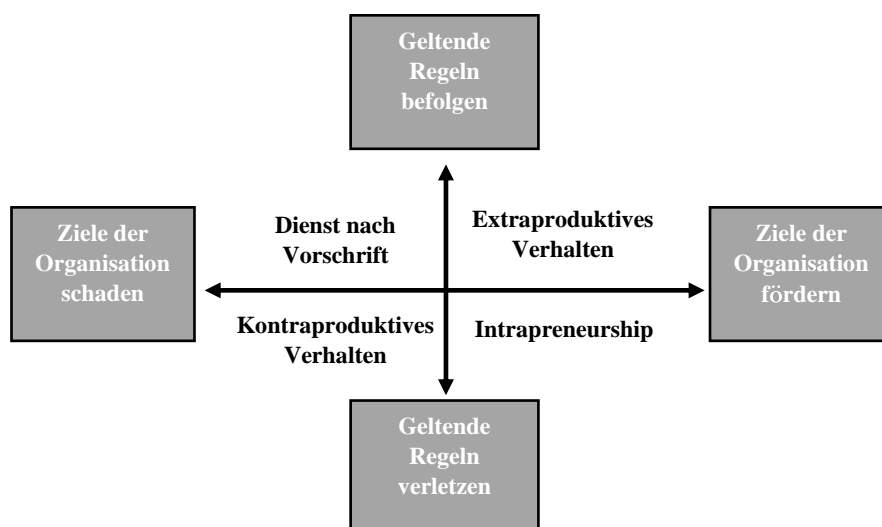 Geltende
Regeln
befolgen
Ziele der
Organisation
schaden
Dienst nach
Vorschrift
Extraproduktives
Verhalten
Ziele der
Organisation
fördern
Kontraproduktives
Verhalten
Intrapreneurship
Geltende
Regeln
verletzen